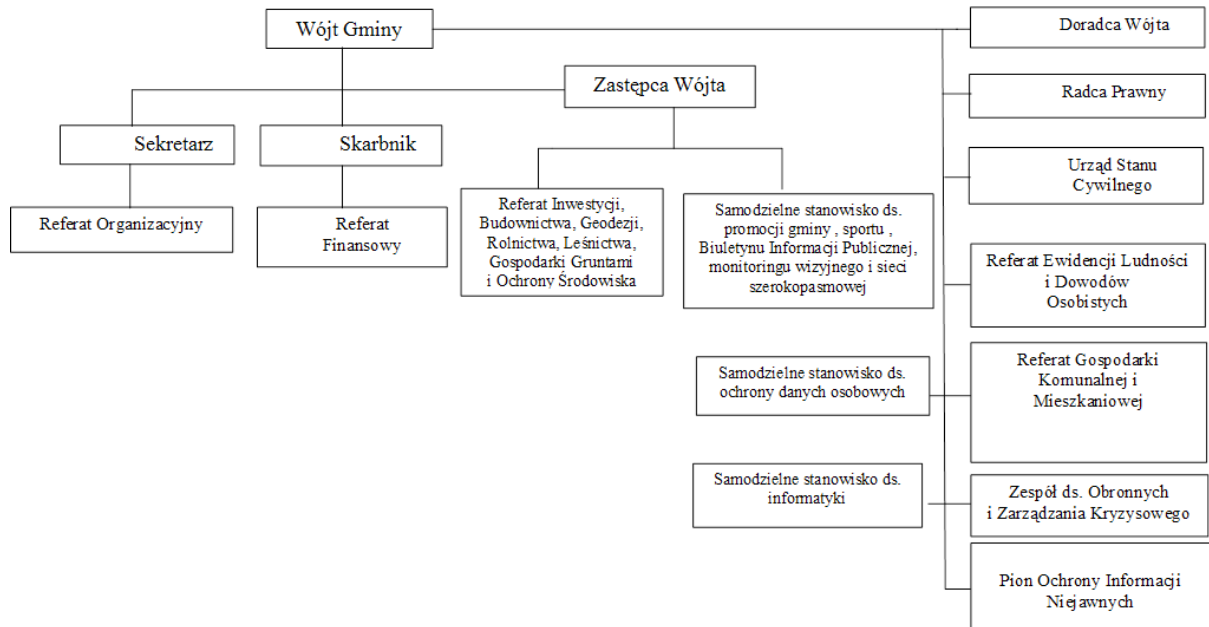 Wójt Gminy
Doradca Wójta
Zastępca Wójta
Radca Prawny
Sekretarz
Skarbnik
Urząd Stanu
Cywilnego
Referat Organizacyjny
Referat
Finansowy
Referat Inwestycji,
Budownictwa, Geodezji,
Rolnictwa, Leśnictwa,
Gospodarki Gruntami
i Ochrony Środowiska
Samodzielne stanowisko ds.
promocji gminy , sportu ,
Biuletynu Informacji Publicznej,
monitoringu wizyjnego i sieci
szerokopasmowej
Referat Ewidencji Ludności
i Dowodów
Osobistych
Samodzielne stanowisko ds.
ochrony danych osobowych
Referat Gospodarki
Komunalnej i
Mieszkaniowej
Samodzielne stanowisko ds.
informatyki
Zespół ds. Obronnych
i Zarządzania Kryzysowego
Pion Ochrony Informacji
Niejawnych